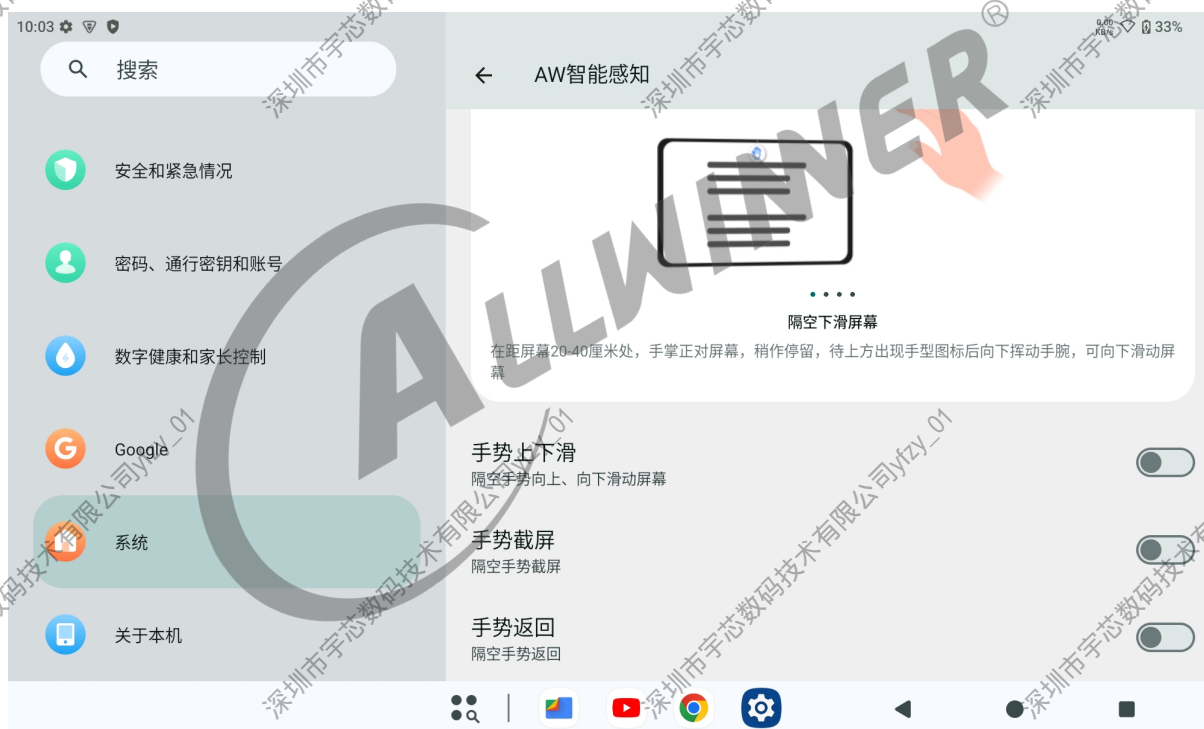 10:03
0.00
KB/s
33%
搜索
AW智能感知
安全和紧急情况
密码、通行密钥和账号
数字健康和家长控制
Google
系统
关于本机
隔空下滑屏幕
在距屏幕20-40厘米处，手掌正对屏幕，稍作停留，待上方出现手型图标后向下挥动手腕，可向下滑动屏
幕
手势上下滑
隔空手势向上、向下滑动屏幕
手势截屏
隔空手势截屏
手势返回
隔空手势返回
ALLWINNER®
深圳市宇芯数码技术有限公司yfzy_01